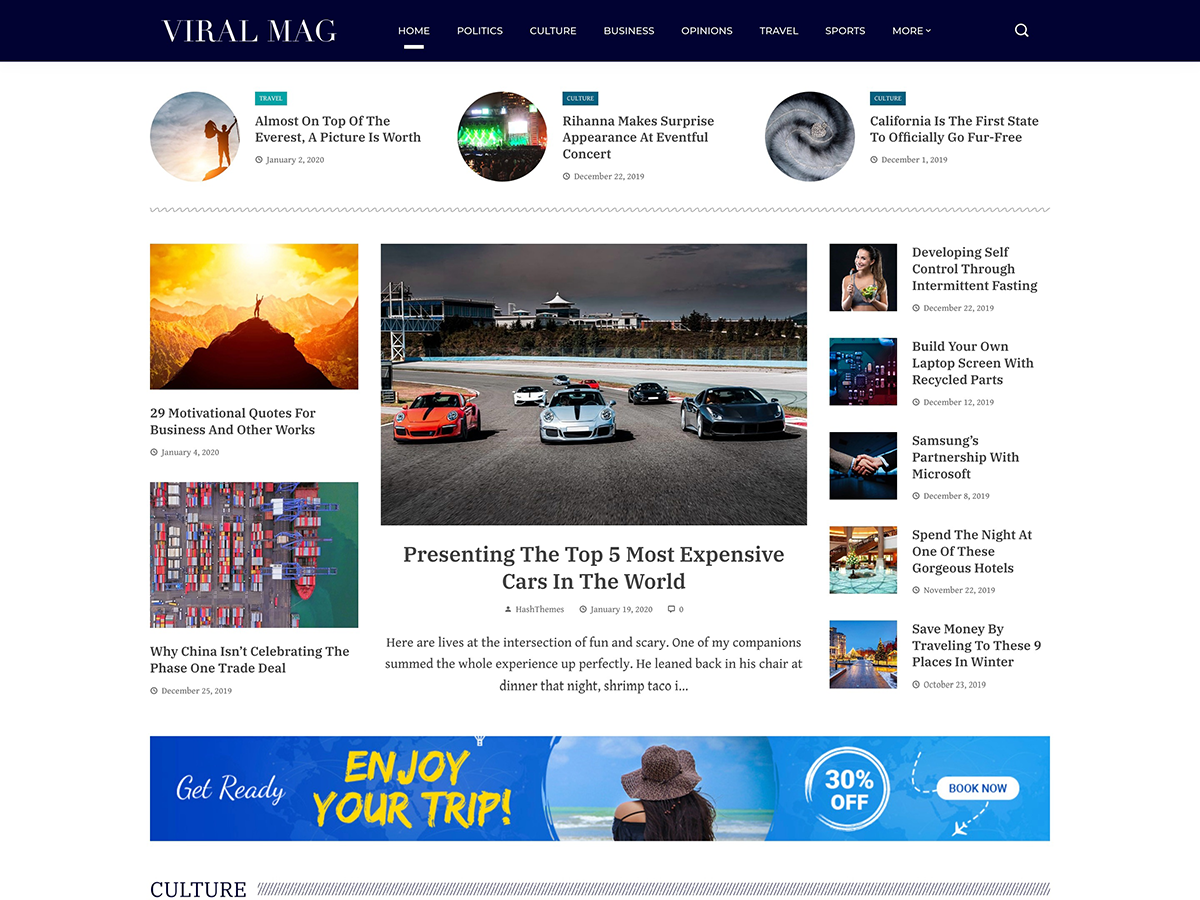 VIRAL MAG
HOME POLITICS CULTURE BUSINESS OPINIONS TRAVEL SPORTS MORE
TRAVEL
Almost On Top Of The
Everest, A Picture Is Worth
January 2, 2020
CULTURE
Rihanna Makes Surprise
Appearance At Eventful
Concert
December 22, 2019
CULTURE
California Is The First State
To Officially Go Fur-Free
December 1, 2019
29 Motivational Quotes For
Business And Other Works
January 4, 2020
Why China Isn’t Celebrating The
Phase One Trade Deal
December 25, 2019
Presenting The Top 5 Most Expensive
Cars In The World
HashThemes January 19, 2020 0
Here are lives at the intersection of fun and scary. One of my companions
summed the whole experience up perfectly. He leaned back in his chair at
dinner that night, shrimp taco i...
Developing Self
Control Through
Intermittent Fasting
December 22, 2019
Build Your Own
Laptop Screen With
Recycled Parts
December 12, 2019
Samsung’s
Partnership With
Microsoft
December 8, 2019
Spend The Night At
One Of These
Gorgeous Hotels
November 22, 2019
Save Money By
Traveling To These 9
Places In Winter
October 23, 2019
Get Ready
ENJOY
YOUR TRIP!
30%
OFF
BOOK NOW
CULTURE